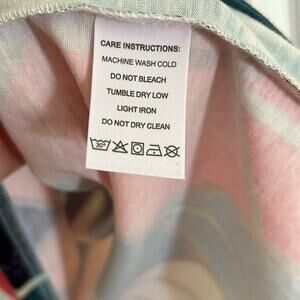 CARE INSTRUCTIONS:
MACHINE WASH COLD
DO NOT BLEACH
TUMBLE DRY LOW
LIGHT IRON
DO NOT DRY CLEAN
30°